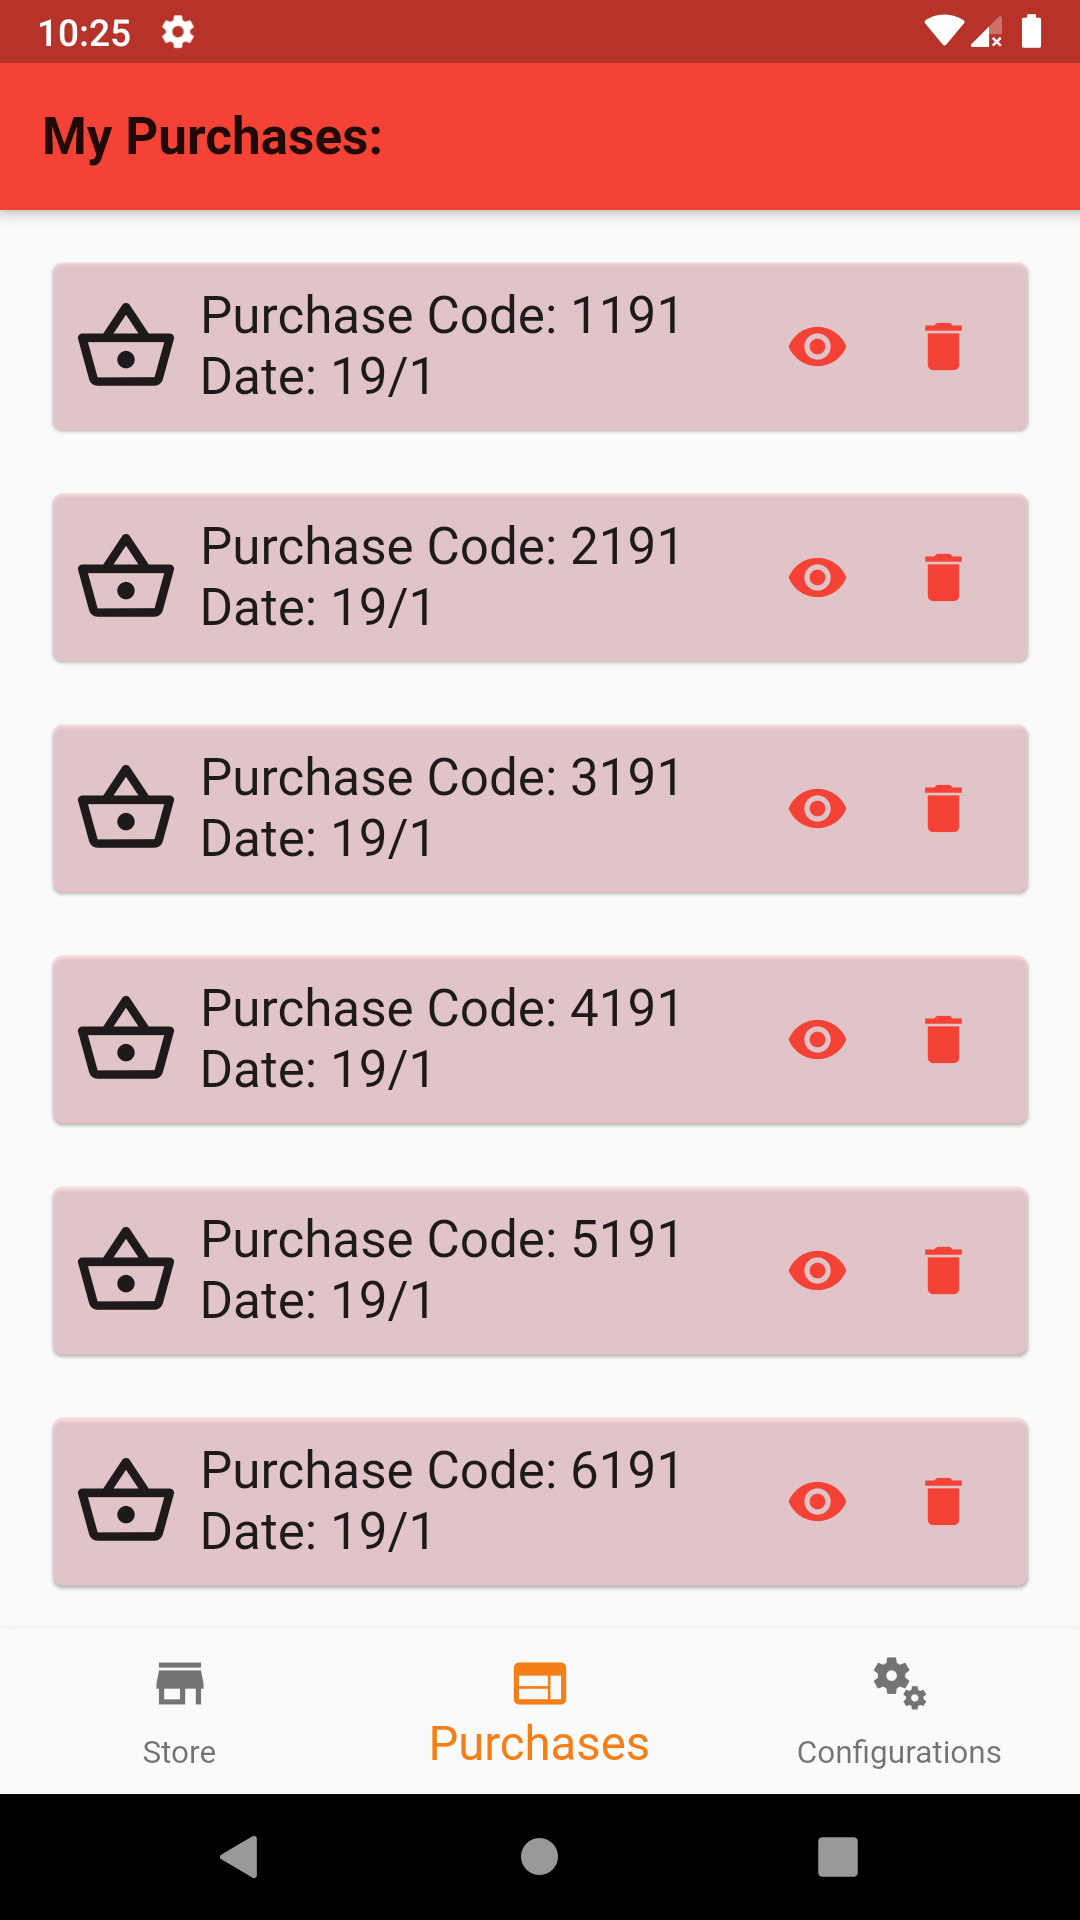 10:25
My Purchases:
Purchase Code: 1191
Date: 19/1
Purchase Code: 2191
Date: 19/1
Purchase Code: 3191
Date: 19/1
Purchase Code: 4191
Date: 19/1
Purchase Code: 5191
Date: 19/1
Purchase Code: 6191
Date: 19/1
Store
Purchases
Configurations